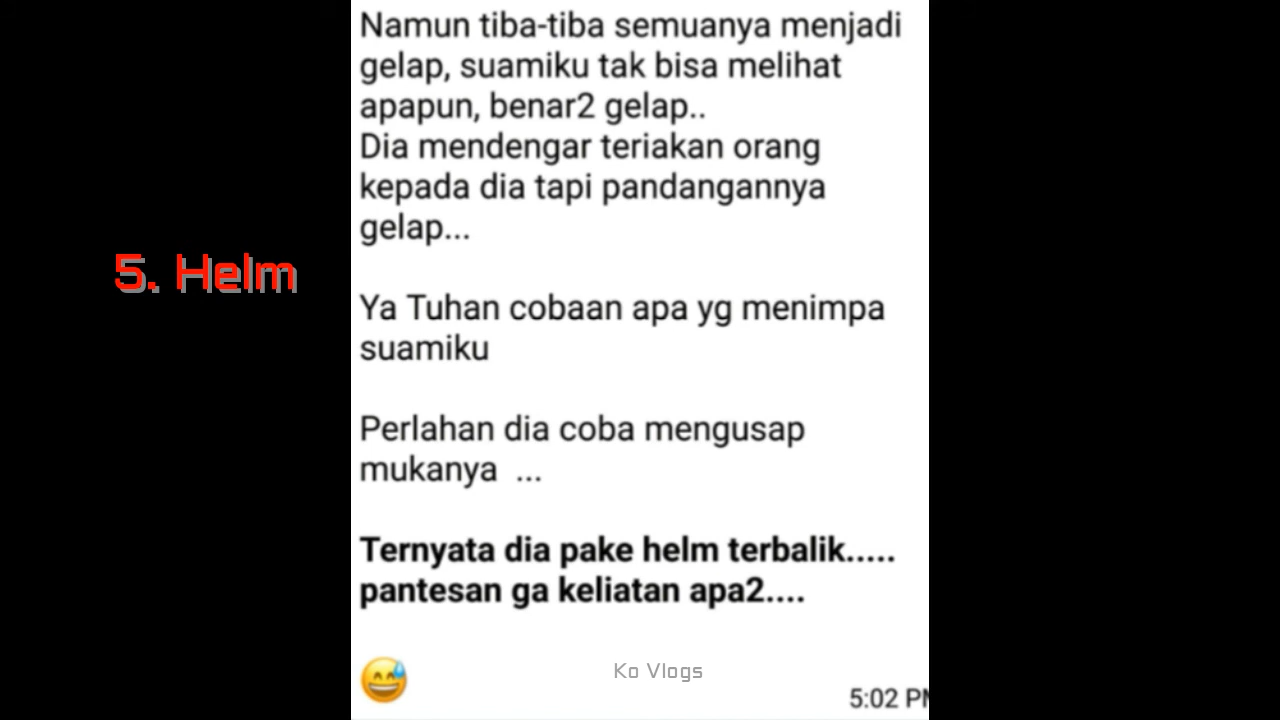 Namun tiba-tiba semuanya menjadi
gelap, suamiku tak bisa melihat
apapun, benar2 gelap..
Dia mendengar teriakan orang
kepada dia tapi pandangannya
gelap...
5. Helm
Ya Tuhan cobaan apa yg menimpa
suamiku
Perlahan dia coba mengusap
mukanya ...
Ternyata dia pake helm terbalik.....
pantesan ga keliatan apa2....
Ko Vlogs
5:02 PM